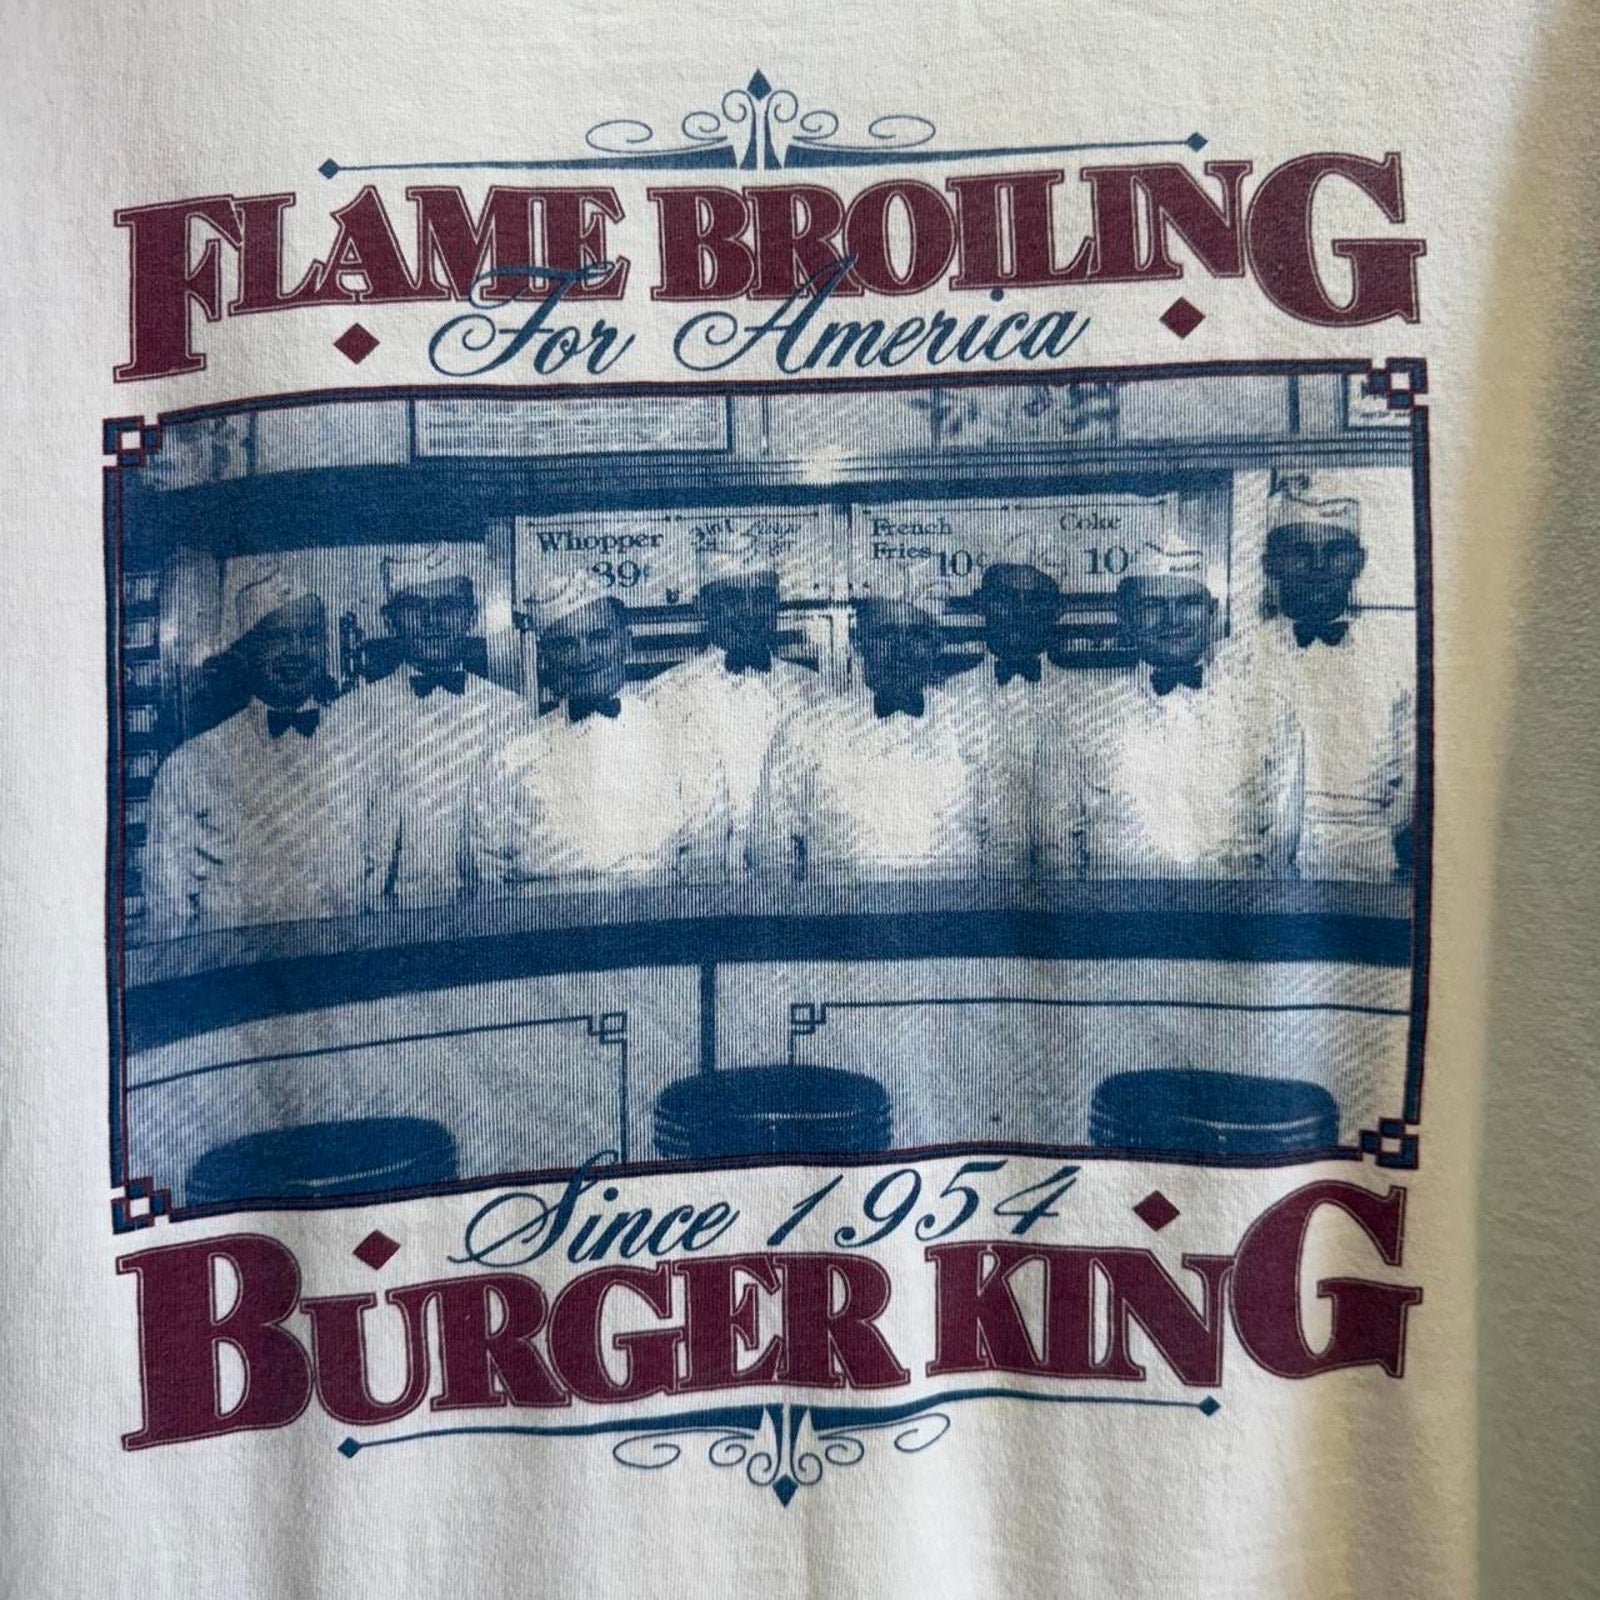 FLAME BROILING
For America
Whopper
39¢
French
Fries 10¢
Coke
10¢
Since 1954
BURGER KING